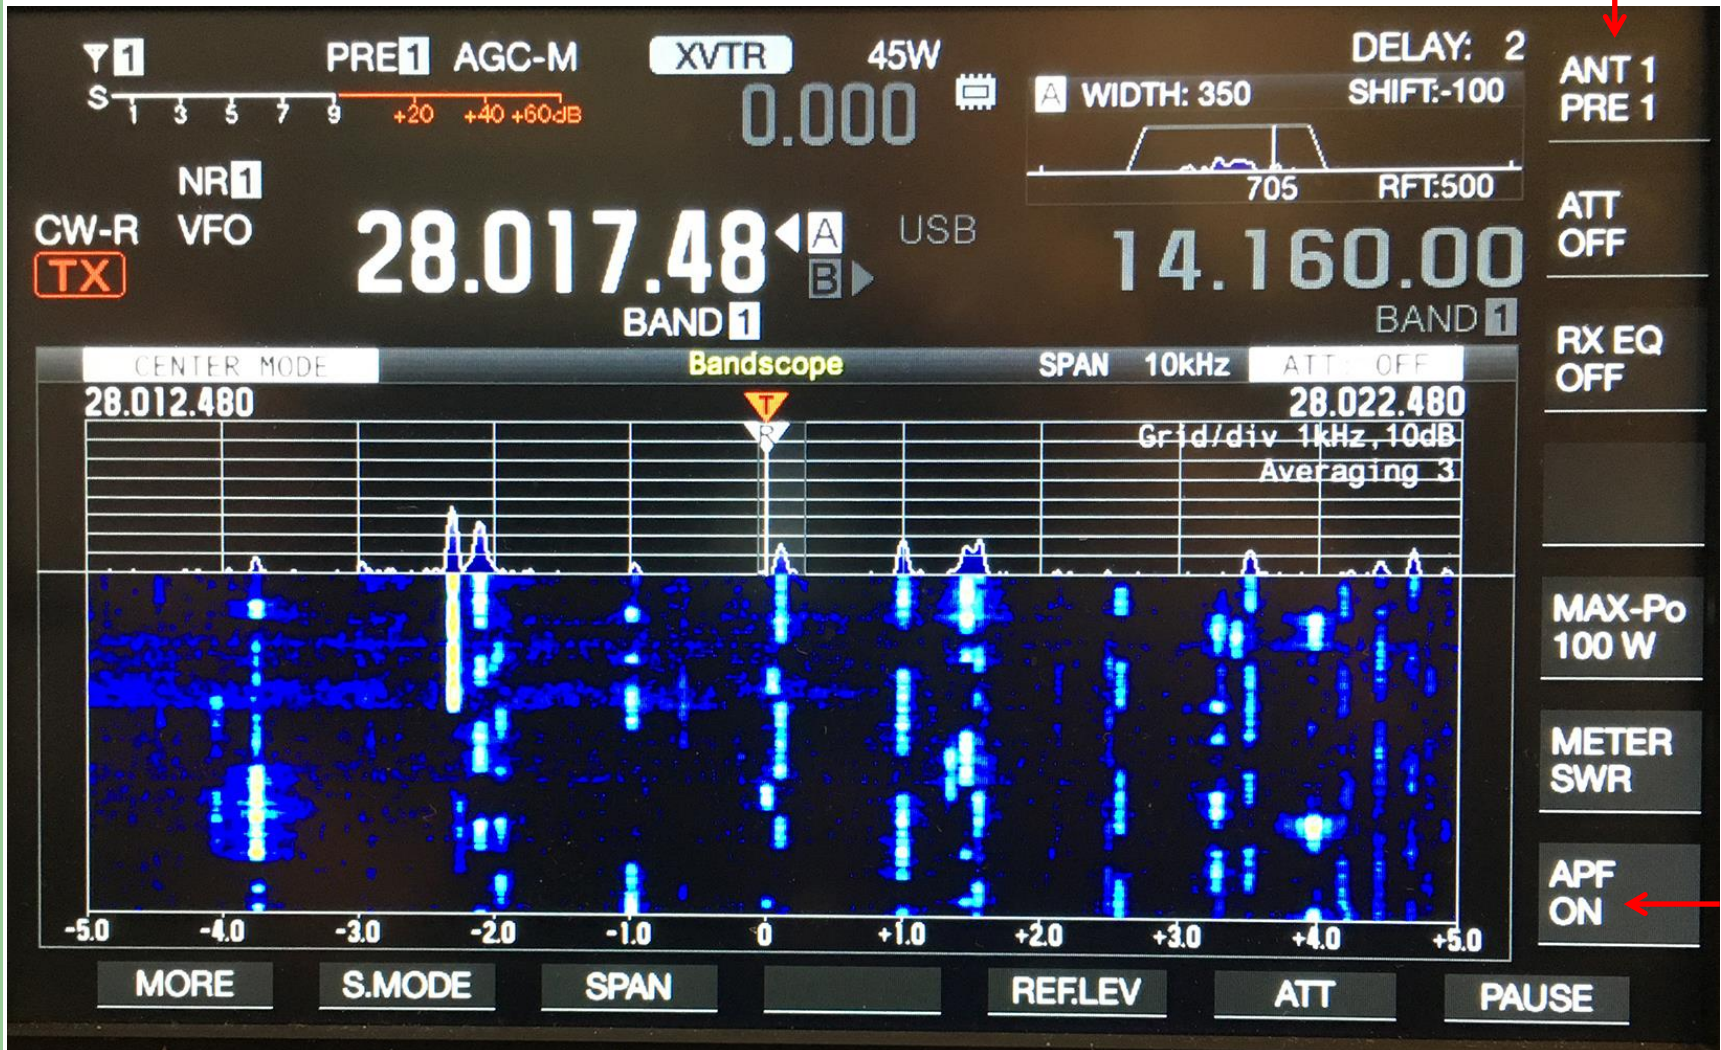 1 PRE1 AGC-M XVTR 45W DELAY: 2
S 1 3 5 7 9 +20 +40 +60dB
0.000
A WIDTH: 350 SHIFT:-100
705 RFT:500
NR1
CW-R VFO 28.017.48 A USB 14.160.00
TX B
BAND 1 BAND 1
CENTER MODE Bandscope SPAN 10kHz ATT: OFF
28.012.480 T 28.022.480
R Grid/div 1kHz,10dB
Averaging 3
-5.0 -4.0 -3.0 -2.0 -1.0 0 +1.0 +2.0 +3.0 +4.0 +5.0
MORE S.MODE SPAN REF.LEV ATT PAUSE
ANT 1
PRE 1
ATT
OFF
RX EQ
OFF
MAX-Po
100 W
METER
SWR
APF
ON